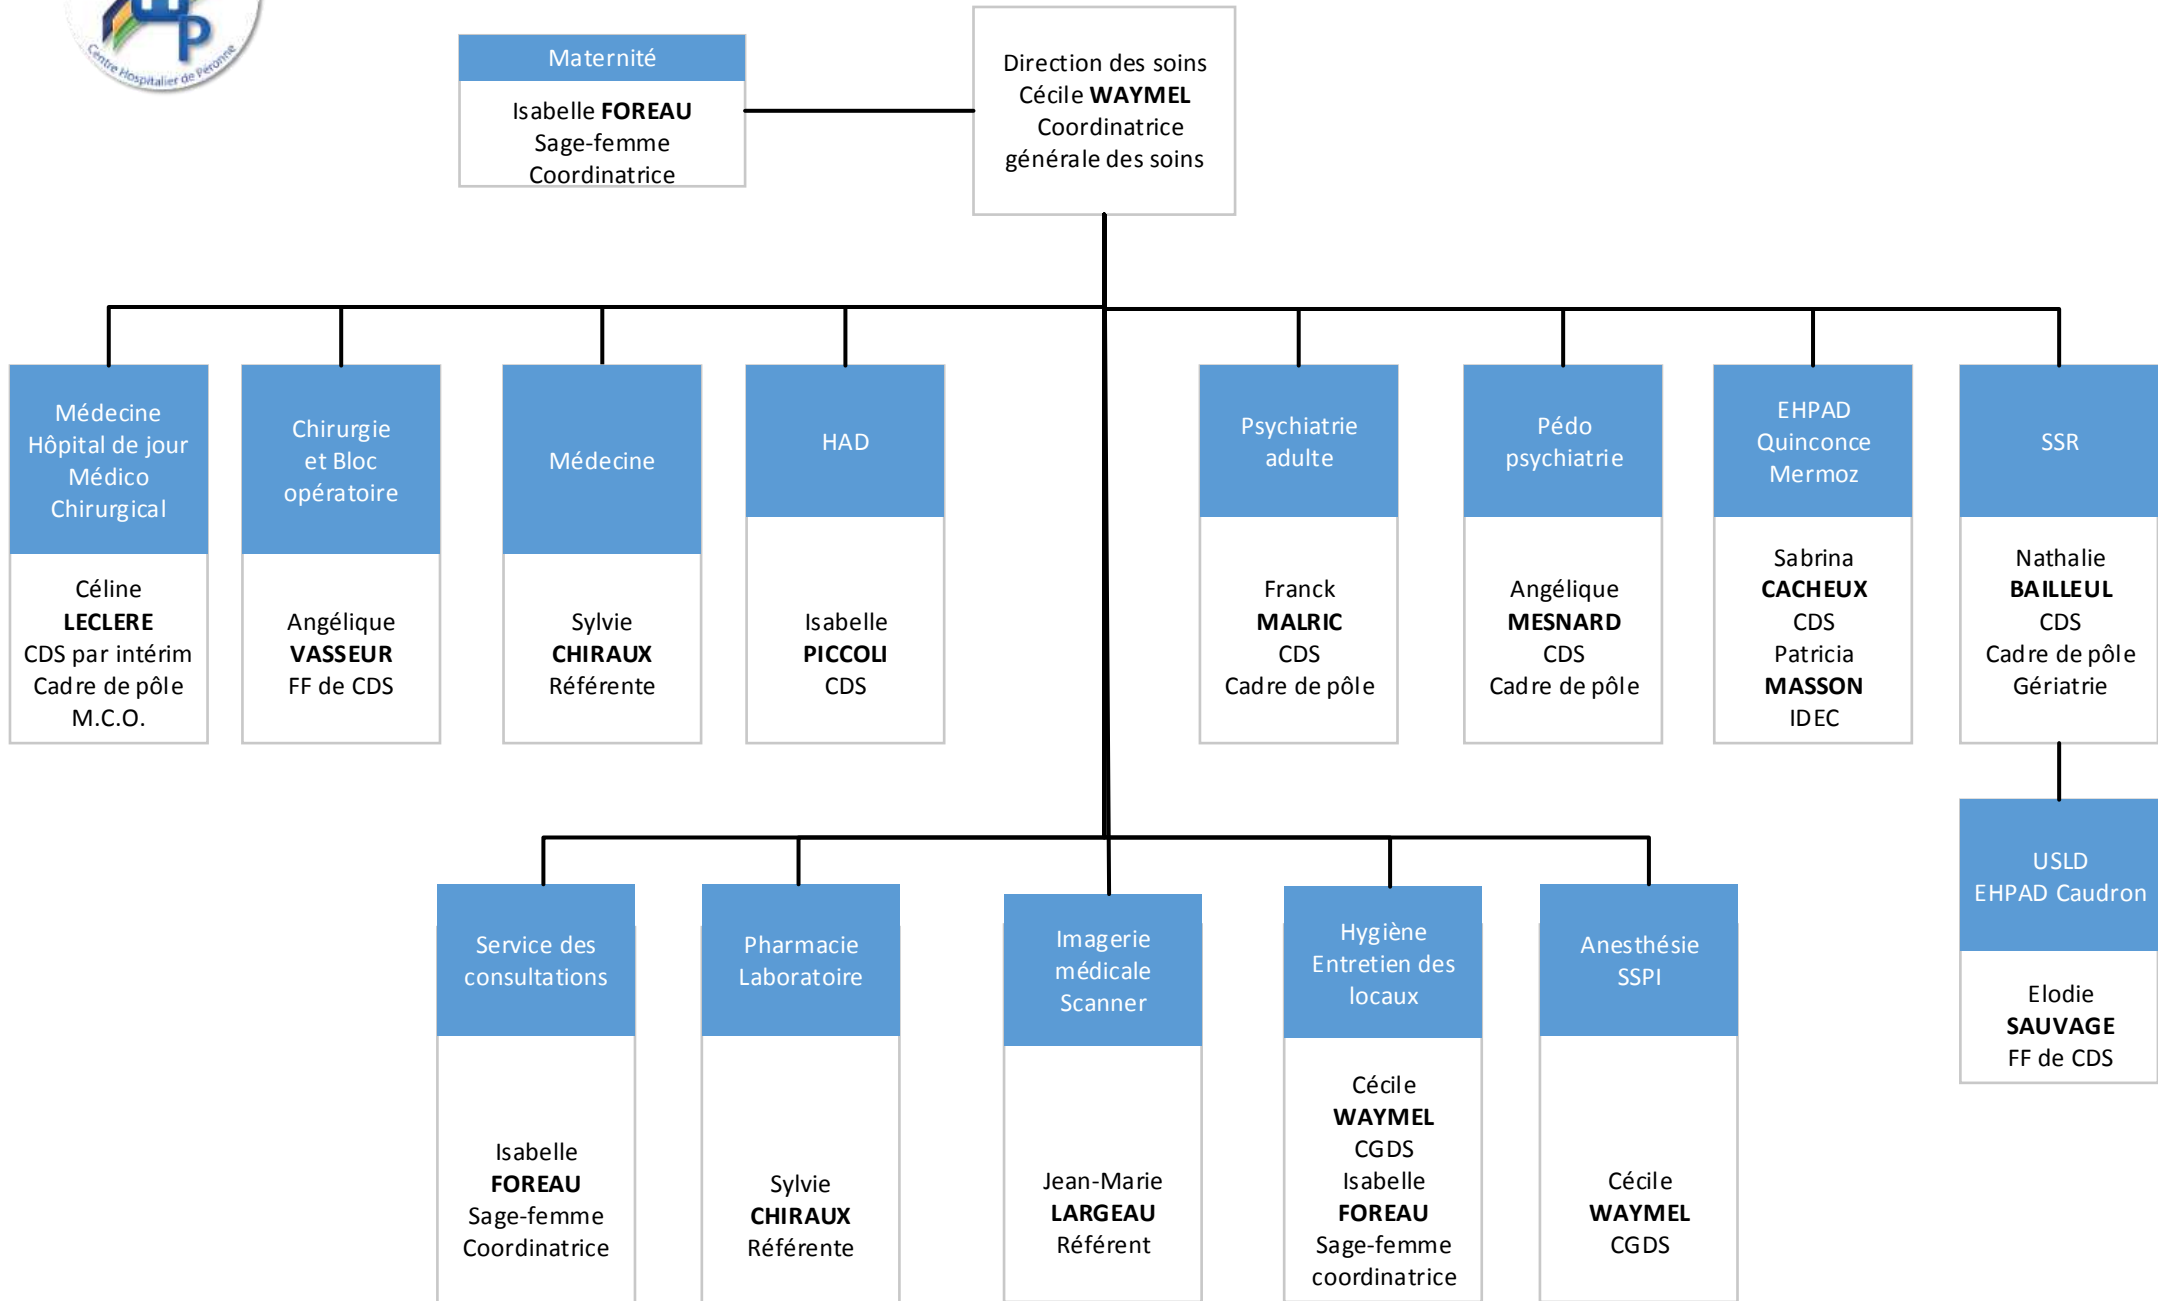 Centre Hospitalier de Péronne
Maternité
Isabelle FOREAU
Sage-femme
Coordinatrice
Direction des soins
Cécile WAYMEL
Coordinatrice
générale des soins
Médecine
Hôpital de jour
Médico
Chirurgical
Céline
LECLERE
CDS par intérim
Cadre de pôle
M.C.O.
Chirurgie
et Bloc
opératoire
Angélique
VASSEUR
FF de CDS
Médecine
Sylvie
CHIRAUX
Référente
HAD
Isabelle
PICCOLI
CDS
Psychiatrie
adulte
Franck
MALRIC
CDS
Cadre de pôle
Pédo
psychiatrie
Angélique
MESNARD
CDS
Cadre de pôle
EHPAD
Quinconce
Mermoz
Sabrina
CACHEUX
CDS
Patricia
MASSON
IDEC
SSR
Nathalie
BAILLEUL
CDS
Cadre de pôle
Gériatrie
USLD
EHPAD Caudron
Elodie
SAUVAGE
FF de CDS
Service des
consultations
Isabelle
FOREAU
Sage-femme
Coordinatrice
Pharmacie
Laboratoire
Sylvie
CHIRAUX
Référente
Imagerie
médicale
Scanner
Jean-Marie
LARGEAU
Référent
Hygiène
Entretien des
locaux
Cécile
WAYMEL
CGDS
Isabelle
FOREAU
Sage-femme
coordinatrice
Anesthésie
SSPI
Cécile
WAYMEL
CGDS